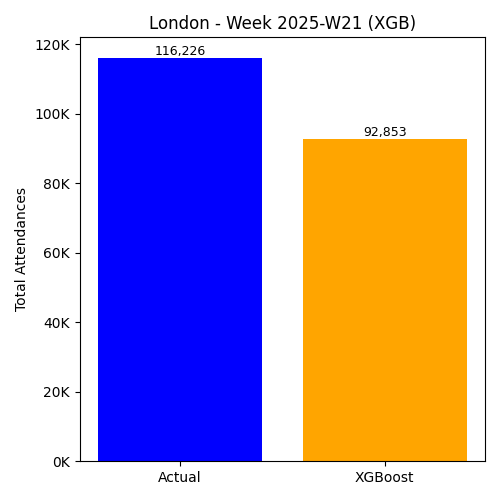 London - Week 2025-W21 (XGB)
116,226
92,853
Total Attendances
120K
100K
80K
60K
40K
20K
0K
Actual
XGBoost